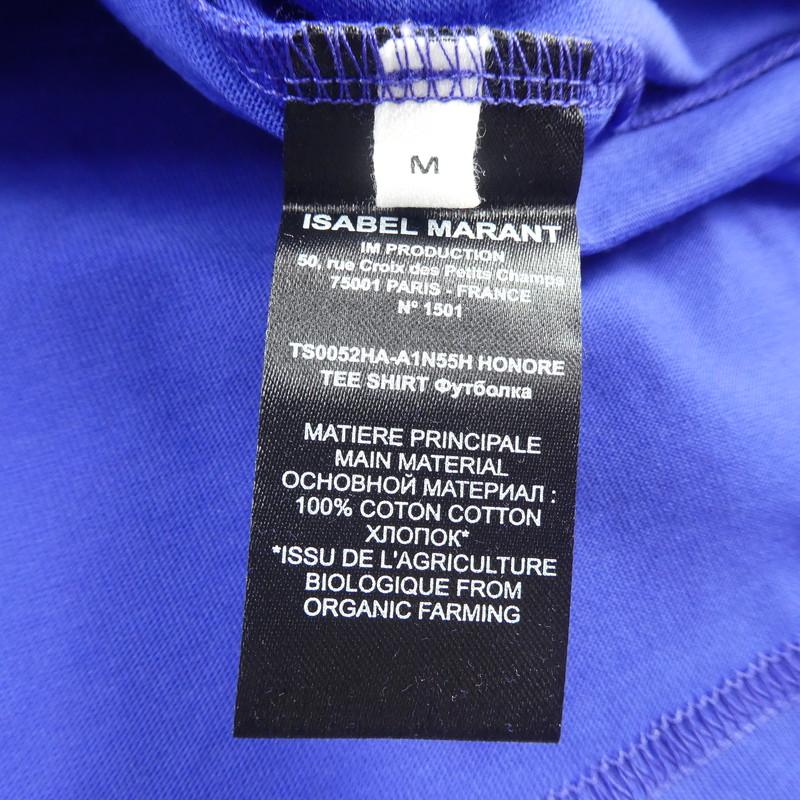 M
ISABEL MARANT
IM PRODUCTION
50, rue Croix des Petits Champs
75001 PARIS - FRANCE
N° 1501
TS0052HA-A1N55H HONORE
TEE SHIRT Футболка
MATIERE PRINCIPALE
MAIN MATERIAL
ОСНОВНОЙ МАТЕРИАЛ :
100% COTON COTTON
ХЛОПОК*
*ISSU DE L'AGRICULTURE
BIOLOGIQUE FROM
ORGANIC FARMING